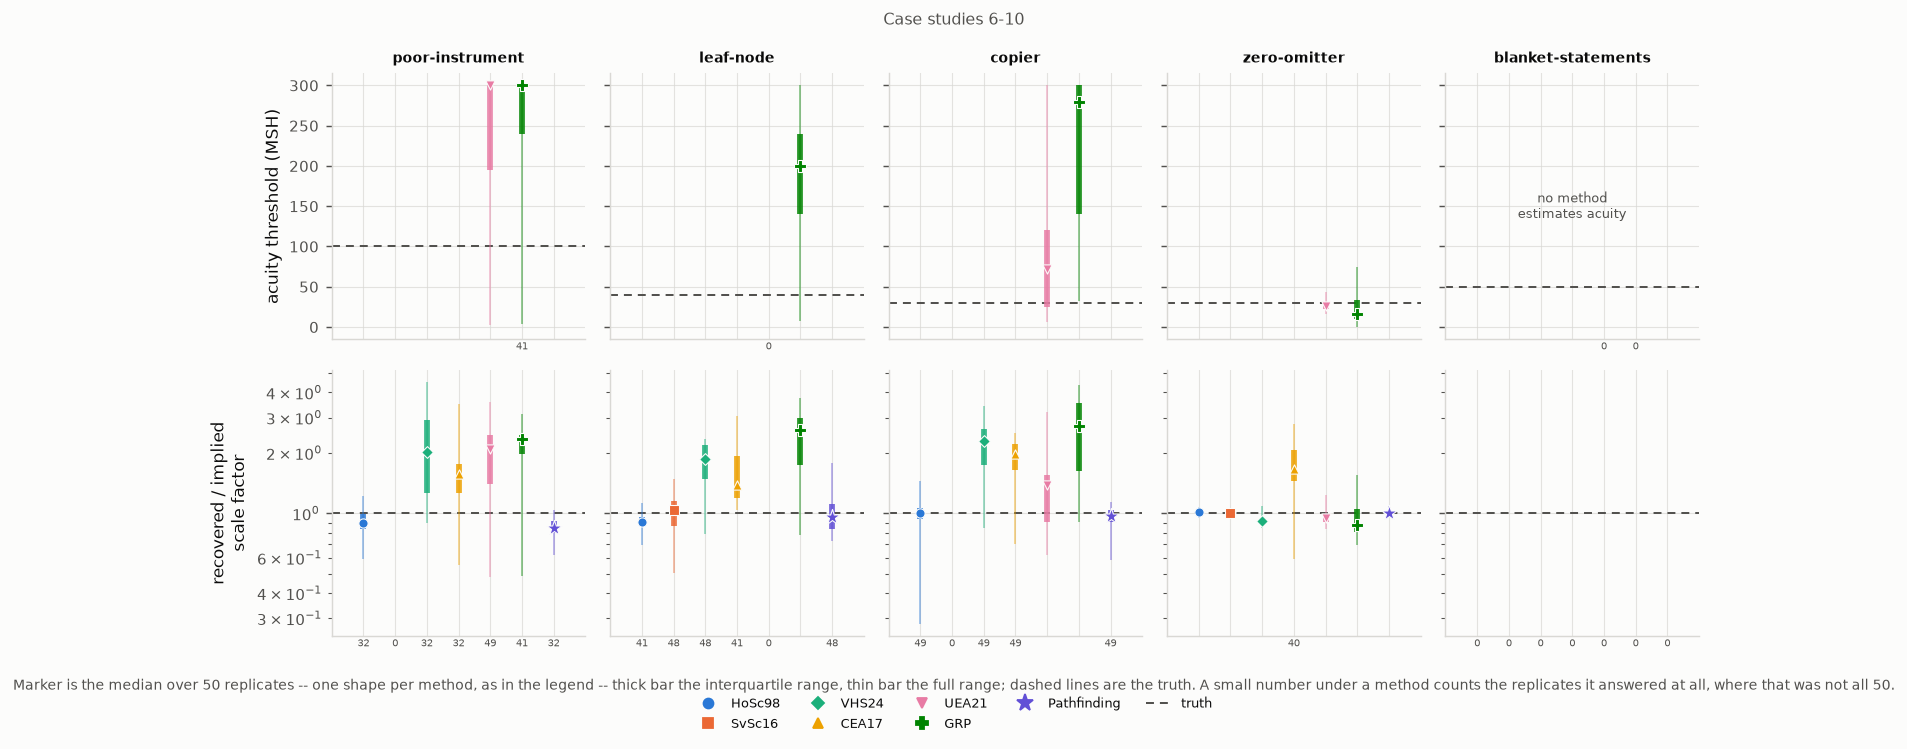 Case studies 6-10
poor-instrument
leaf-node
copier
zero-omitter
blanket-statements
acuity threshold (MSH)
300
250
200
150
100
50
0
no method
estimates acuity
41
0
0 0
recovered / implied
scale factor
4 × 10⁰
3 × 10⁰
2 × 10⁰
10⁰
6 × 10⁻¹
4 × 10⁻¹
3 × 10⁻¹
32 0 32 32 49 41 32
41 48 48 41 0 48
49 0 49 49 49
40
0 0 0 0 0 0 0
Marker is the median over 50 replicates -- one shape per method, as in the legend -- thick bar the interquartile range, thin bar the full range; dashed lines are the truth. A small number under a method counts the replicates it answered at all, where that was not all 50.
HoSc98 VHS24 UEA21 Pathfinding truth
SvSc16 CEA17 GRP